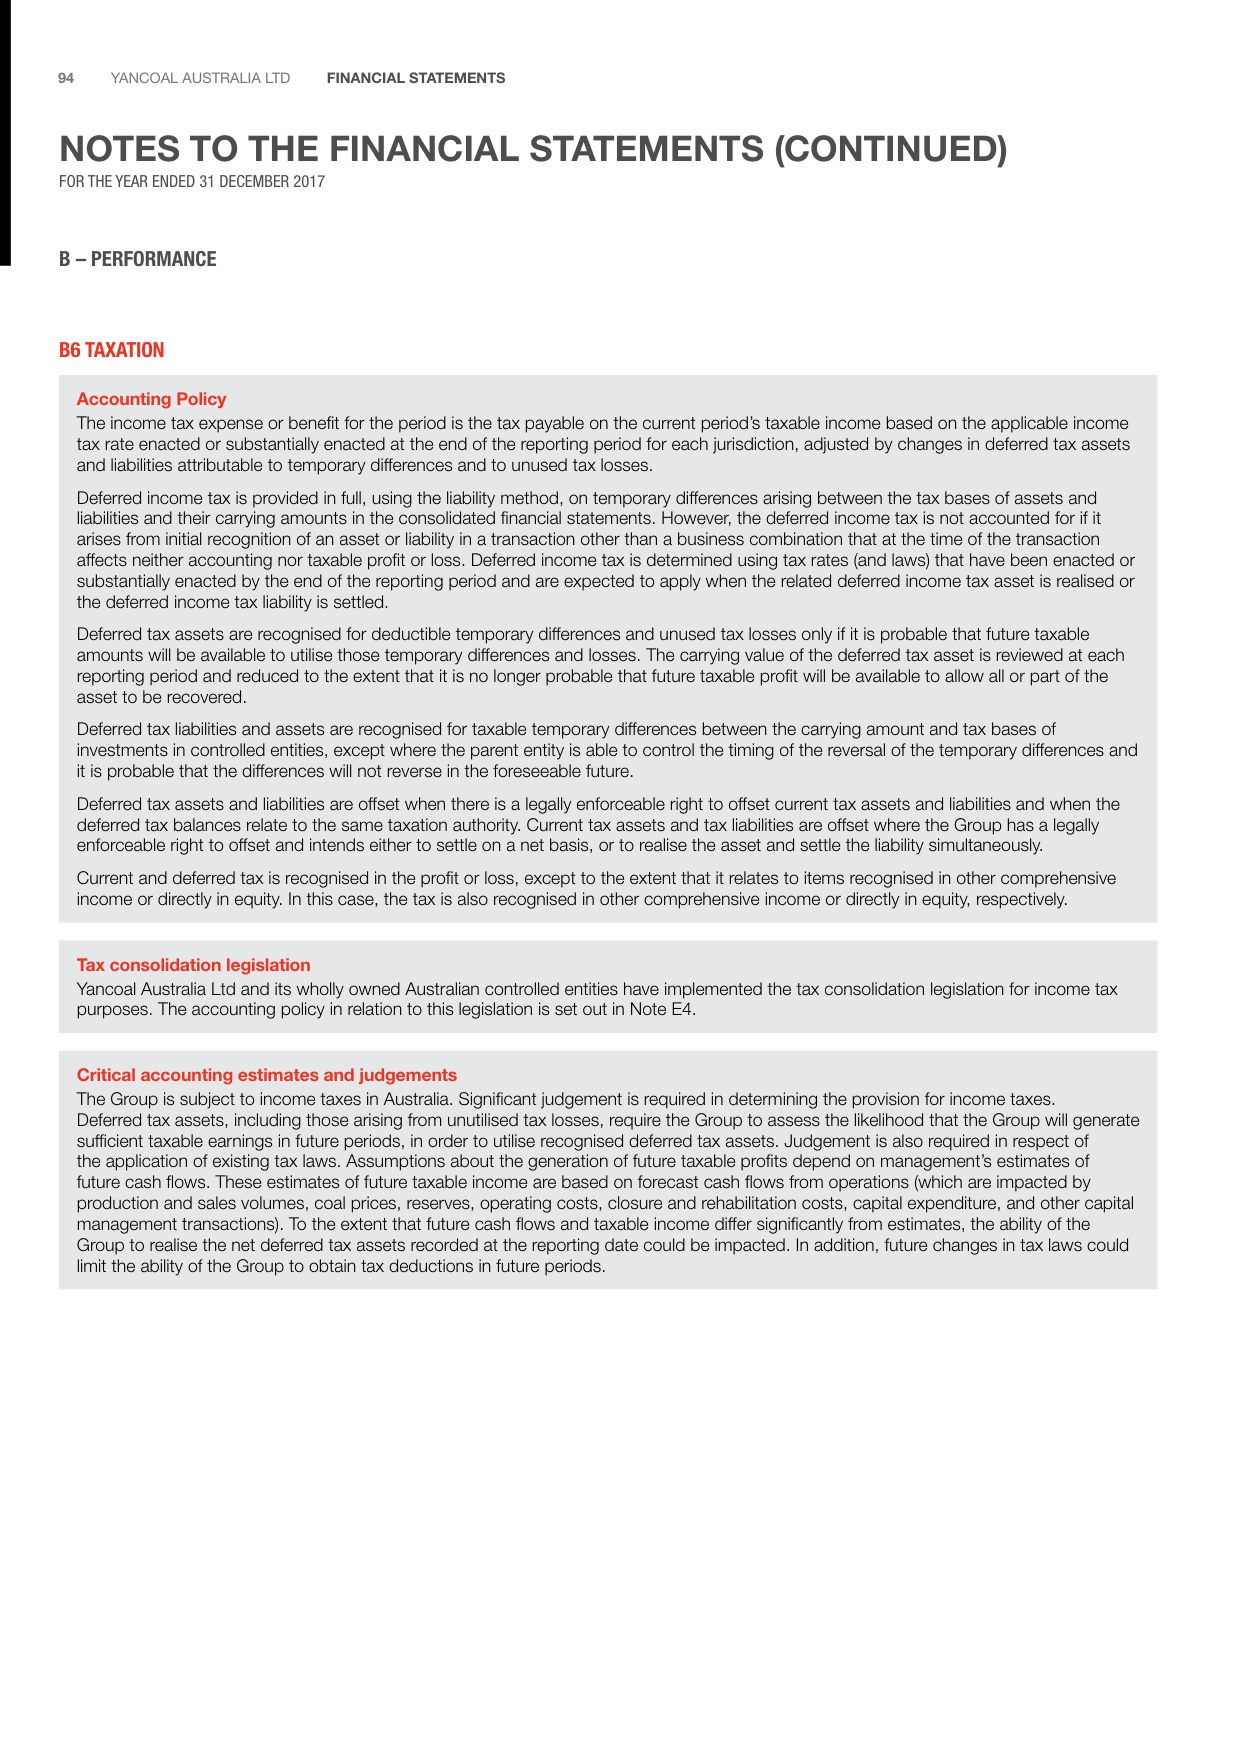 94 YANCOAL AUSTRALIA LTD FINANCIAL STATEMENTS
NOTES TO THE FINANCIAL STATEMENTS (CONTINUED)
FOR THE YEAR ENDED 31 DECEMBER 2017
B – PERFORMANCE
B6 TAXATION
Accounting Policy
The income tax expense or benefit for the period is the tax payable on the current period’s taxable income based on the applicable income
tax rate enacted or substantially enacted at the end of the reporting period for each jurisdiction, adjusted by changes in deferred tax assets
and liabilities attributable to temporary differences and to unused tax losses.
Deferred income tax is provided in full, using the liability method, on temporary differences arising between the tax bases of assets and
liabilities and their carrying amounts in the consolidated financial statements. However, the deferred income tax is not accounted for if it
arises from initial recognition of an asset or liability in a transaction other than a business combination that at the time of the transaction
affects neither accounting nor taxable profit or loss. Deferred income tax is determined using tax rates (and laws) that have been enacted or
substantially enacted by the end of the reporting period and are expected to apply when the related deferred income tax asset is realised or
the deferred income tax liability is settled.
Deferred tax assets are recognised for deductible temporary differences and unused tax losses only if it is probable that future taxable
amounts will be available to utilise those temporary differences and losses. The carrying value of the deferred tax asset is reviewed at each
reporting period and reduced to the extent that it is no longer probable that future taxable profit will be available to allow all or part of the
asset to be recovered.
Deferred tax liabilities and assets are recognised for taxable temporary differences between the carrying amount and tax bases of
investments in controlled entities, except where the parent entity is able to control the timing of the reversal of the temporary differences and
it is probable that the differences will not reverse in the foreseeable future.
Deferred tax assets and liabilities are offset when there is a legally enforceable right to offset current tax assets and liabilities and when the
deferred tax balances relate to the same taxation authority. Current tax assets and tax liabilities are offset where the Group has a legally
enforceable right to offset and intends either to settle on a net basis, or to realise the asset and settle the liability simultaneously.
Current and deferred tax is recognised in the profit or loss, except to the extent that it relates to items recognised in other comprehensive
income or directly in equity. In this case, the tax is also recognised in other comprehensive income or directly in equity, respectively.
Tax consolidation legislation
Yancoal Australia Ltd and its wholly owned Australian controlled entities have implemented the tax consolidation legislation for income tax
purposes. The accounting policy in relation to this legislation is set out in Note E4.
Critical accounting estimates and judgements
The Group is subject to income taxes in Australia. Significant judgement is required in determining the provision for income taxes.
Deferred tax assets, including those arising from unutilised tax losses, require the Group to assess the likelihood that the Group will generate
sufficient taxable earnings in future periods, in order to utilise recognised deferred tax assets. Judgement is also required in respect of
the application of existing tax laws. Assumptions about the generation of future taxable profits depend on management’s estimates of
future cash flows. These estimates of future taxable income are based on forecast cash flows from operations (which are impacted by
production and sales volumes, coal prices, reserves, operating costs, closure and rehabilitation costs, capital expenditure, and other capital
management transactions). To the extent that future cash flows and taxable income differ significantly from estimates, the ability of the
Group to realise the net deferred tax assets recorded at the reporting date could be impacted. In addition, future changes in tax laws could
limit the ability of the Group to obtain tax deductions in future periods.